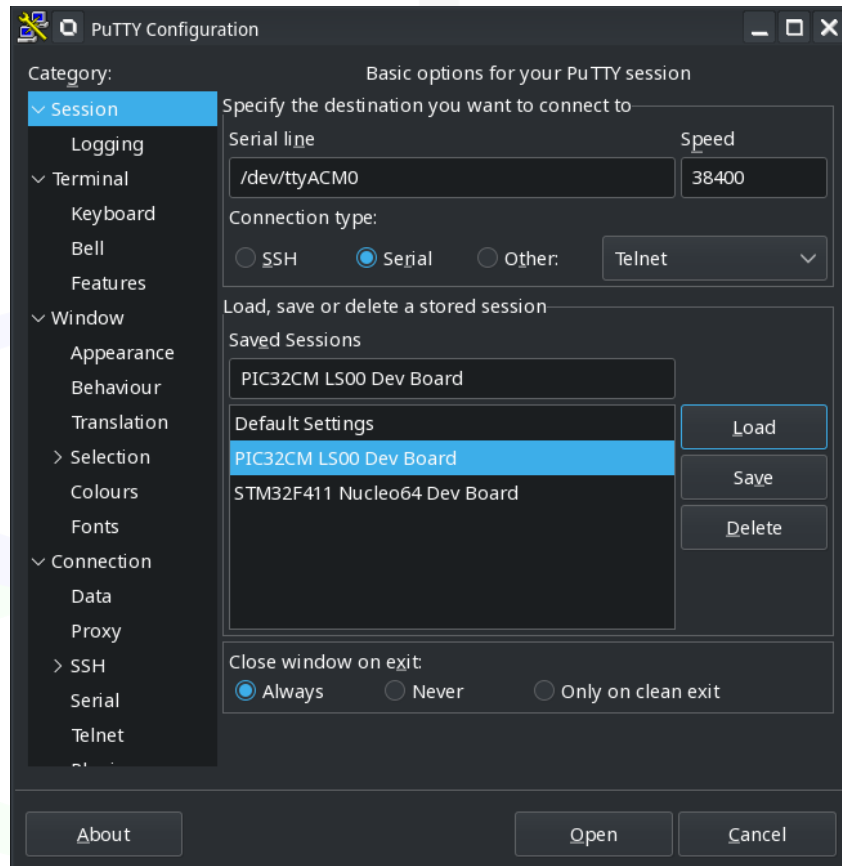 PuTTY Configuration
Category:
Session
Logging
Terminal
Keyboard
Bell
Features
Window
Appearance
Behaviour
Translation
Selection
Colours
Fonts
Connection
Data
Proxy
SSH
Serial
Telnet
Basic options for your PuTTY session
Specify the destination you want to connect to
Serial line Speed
/dev/ttyACM0 38400
Connection type:
SSH Serial Other: Telnet
Load, save or delete a stored session
Saved Sessions
PIC32CM LS00 Dev Board
Default Settings
PIC32CM LS00 Dev Board
STM32F411 Nucleo64 Dev Board
Load
Save
Delete
Close window on exit:
Always Never Only on clean exit
About Open Cancel